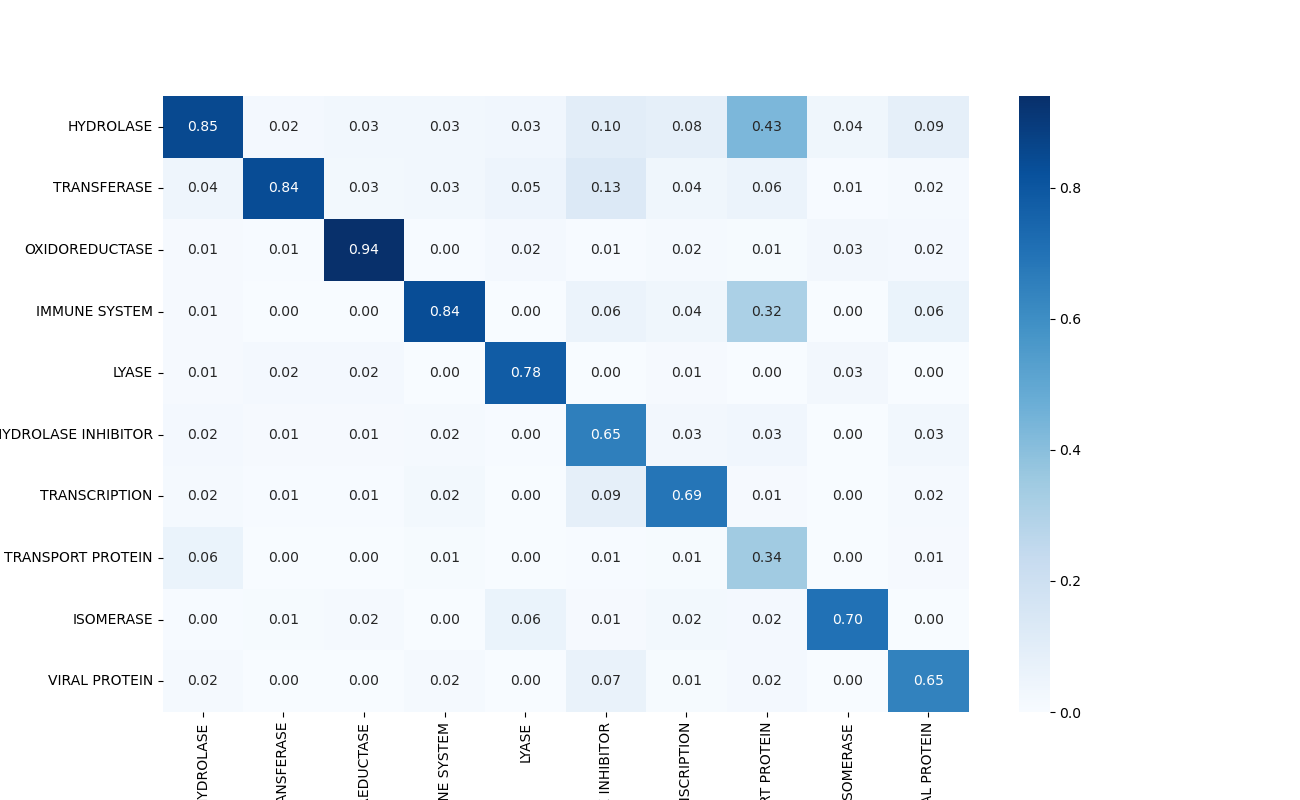 HYDROLASE 0.85 0.02 0.03 0.03 0.03 0.10 0.08 0.43 0.04 0.09
TRANSFERASE 0.04 0.84 0.03 0.03 0.05 0.13 0.04 0.06 0.01 0.02
OXIDOREDUCTASE 0.01 0.01 0.94 0.00 0.02 0.01 0.02 0.01 0.03 0.02
IMMUNE SYSTEM 0.01 0.00 0.00 0.84 0.00 0.06 0.04 0.32 0.00 0.06
LYASE 0.01 0.02 0.02 0.00 0.78 0.00 0.01 0.00 0.03 0.00
YDROLASE INHIBITOR 0.02 0.01 0.01 0.02 0.00 0.65 0.03 0.03 0.00 0.03
TRANSCRIPTION 0.02 0.01 0.01 0.02 0.00 0.09 0.69 0.01 0.00 0.02
TRANSPORT PROTEIN 0.06 0.00 0.00 0.01 0.00 0.01 0.01 0.34 0.00 0.01
ISOMERASE 0.00 0.01 0.02 0.00 0.06 0.01 0.02 0.02 0.70 0.00
VIRAL PROTEIN 0.02 0.00 0.00 0.02 0.00 0.07 0.01 0.02 0.00 0.65
YDROLASE
ANSFERASE
EDUCTASE
NE SYSTEM
LYASE
INHIBITOR
SCRIPTION
RT PROTEIN
SOMERASE
AL PROTEIN
0.8
0.6
0.4
0.2
0.0